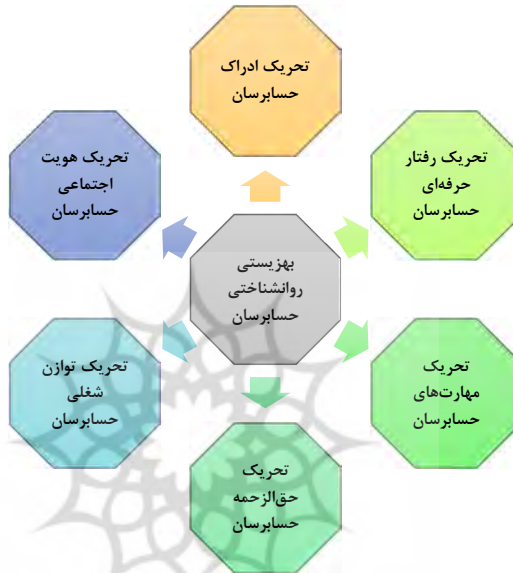 تحریک ادراک
حسابرسان
تحریک رفتار
حرفه‌ای
حسابرسان
تحریک هویت
اجتماعی
حسابرسان
بهزیستی
روانشناختی
حسابرسان
تحریک
مهارت‌های
حسابرسان
تحریک توازن
شغلی
حسابرسان
تحریک
حق‌الزحمه
حسابرسان